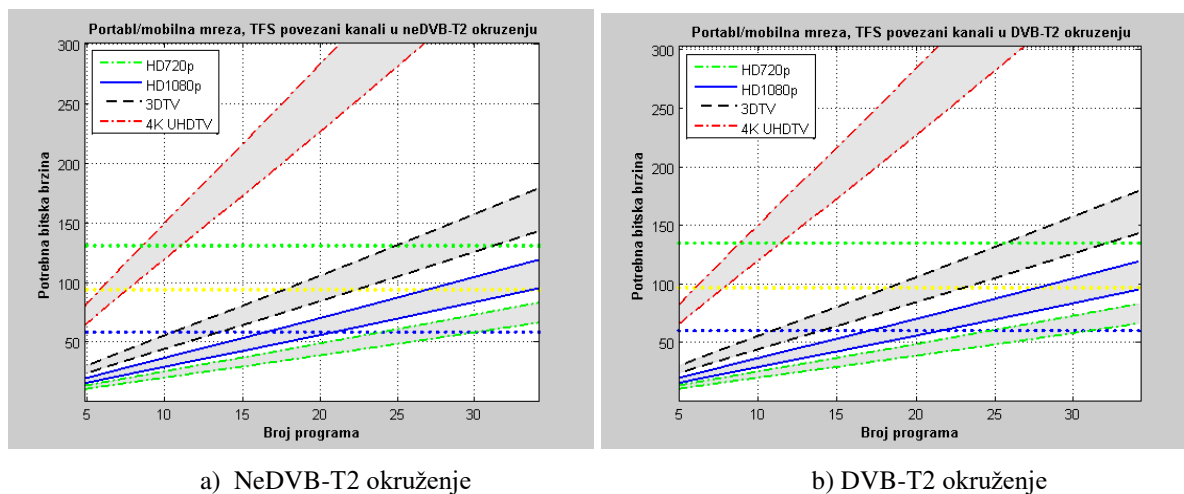 Portabl/mobilna mreza, TFS povezani kanali u neDVB-T2 okruzenju
300
250
200
150
100
50
5
10
15
20
25
30
HD720p
HD1080p
3DTV
4K UHDTV
Potrebna bitska brzina
Broj programa
a) NeDVB-T2 okruženje
Portabl/mobilna mreza, TFS povezani kanali u DVB-T2 okruzenju
300
250
200
150
100
50
5
10
15
20
25
30
HD720p
HD1080p
3DTV
4K UHDTV
Potrebna bitska brzina
Broj programa
b) DVB-T2 okruženje